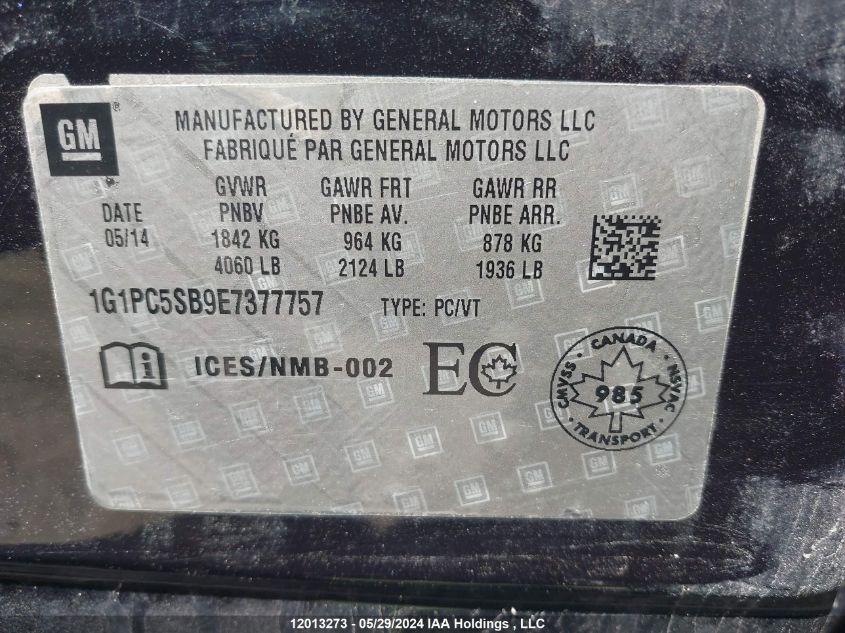 GM ®
MANUFACTURED BY GENERAL MOTORS LLC
FABRIQUÉ PAR GENERAL MOTORS LLC
GVWR GAWR FRT GAWR RR
DATE PNBV PNBE AV. PNBE ARR.
05/14 1842 KG 964 KG 878 KG
4060 LB 2124 LB 1936 LB
1G1PC5SB9E7377757 TYPE: PC/VT
i ICES/NMB-002 EC
CANADA
CMVSS 985 NSVAC
TRANSPORT
12013273 - 05/29/2024 IAA Holdings , LLC